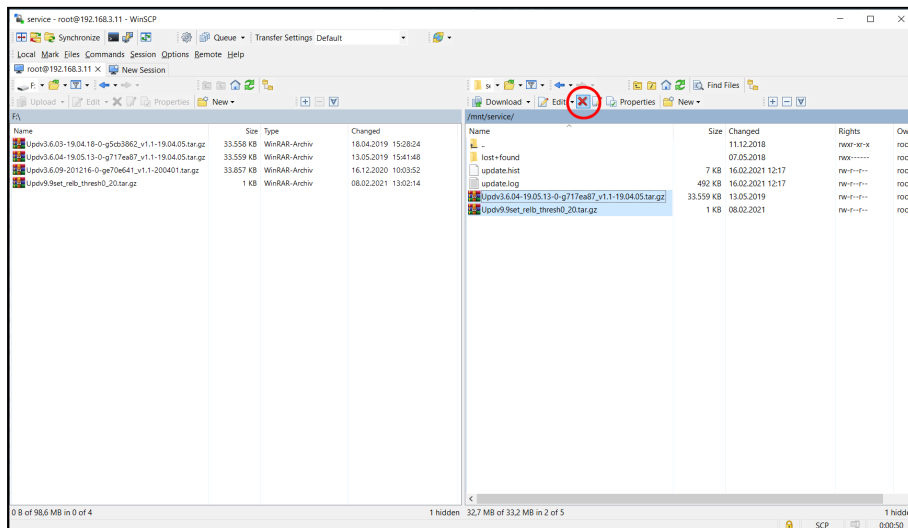 service - root@192.168.3.11 - WinSCP
Synchronize Queue Transfer Settings Default
Local Mark Files Commands Session Options Remote Help
root@192.168.3.11 × New Session
F: Find Files
Upload Edit Properties New Download Edit Properties New
F:\ /mnt/service/
Name Size Type Changed
Updv3.6.03-19.04.18-0-g5cb3862_v1.1-19.04.05.tar.gz 33.558 KB WinRAR-Archiv 18.04.2019 15:28:24
Updv3.6.04-19.05.13-0-g717ea87_v1.1-19.04.05.tar.gz 33.559 KB WinRAR-Archiv 13.05.2019 15:41:48
Updv3.6.09-201216-0-ge70e641_v1.1-200401.tar.gz 33.857 KB WinRAR-Archiv 16.12.2020 10:03:52
Updv9.9set_relb_thresh0_20.tar.gz 1 KB WinRAR-Archiv 08.02.2021 13:02:14
Name Size Changed Rights Ow
.. 11.12.2018 rwxr-xr-x roo
lost+found 07.05.2018 rwx------ roo
update.hist 7 KB 16.02.2021 12:17 rw-r--r-- roo
update.log 492 KB 16.02.2021 12:17 rw-r--r-- roo
Updv3.6.04-19.05.13-0-g717ea87_v1.1-19.04.05.tar.gz 33.559 KB 13.05.2019 rw-r--r-- roo
Updv9.9set_relb_thresh0_20.tar.gz 1 KB 08.02.2021 rw-r--r-- roo
0 B of 98,6 MB in 0 of 4 1 hidden 32,7 MB of 33,2 MB in 2 of 5 1 hidde
SCP 0:00:50